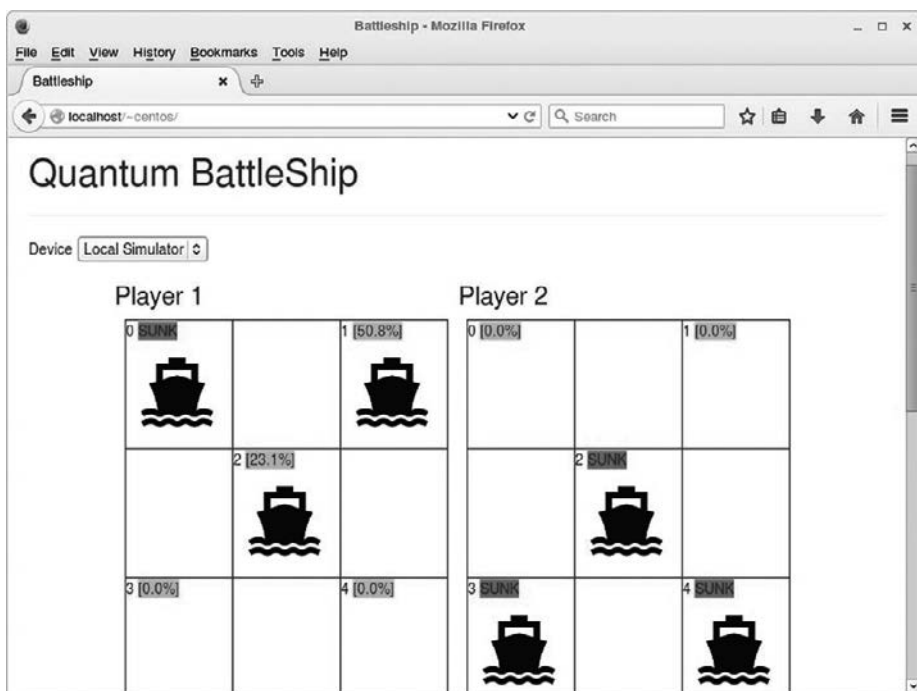 Battleship - Mozilla Firefox
File Edit View History Bookmarks Tools Help
Battleship
localhost/~centos/
Search
Quantum BattleShip
Device Local Simulator
Player 1 Player 2
0 SUNK 1 [50.8%] 0 [0.0%] 1 [0.0%]
2 [23.1%] 2 SUNK
3 [0.0%] 4 [0.0%] 3 SUNK 4 SUNK